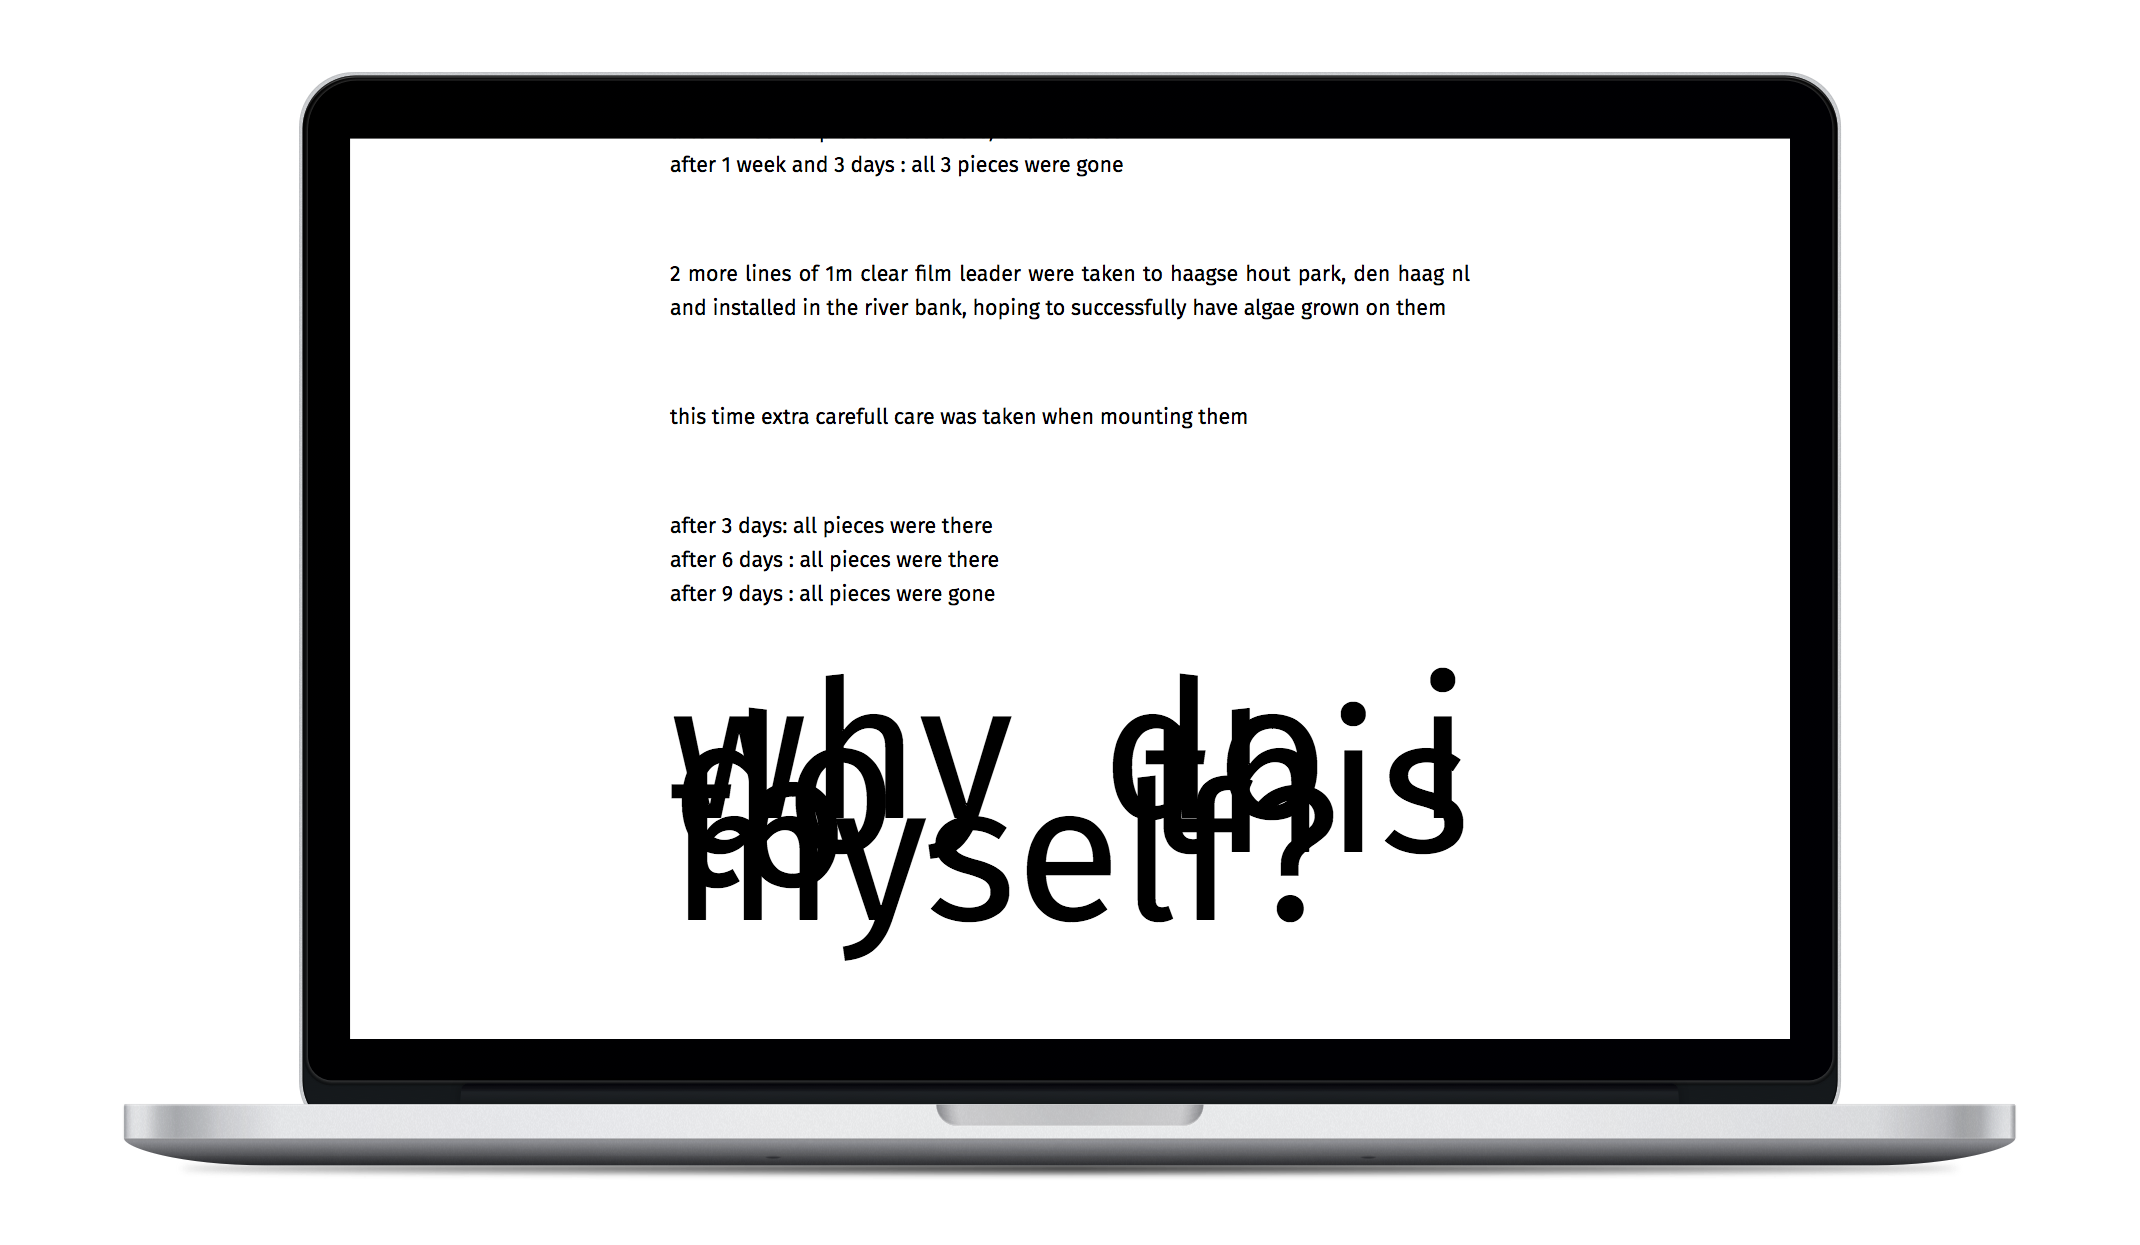 after 1 week and 3 days : all 3 pieces were gone
2 more lines of 1m clear film leader were taken to haagse hout park, den haag nl
and installed in the river bank, hoping to successfully have algae grown on them
this time extra carefull care was taken when mounting them
after 3 days: all pieces were there
after 6 days : all pieces were there
after 9 days : all pieces were gone
why do i
do this
to
myself?